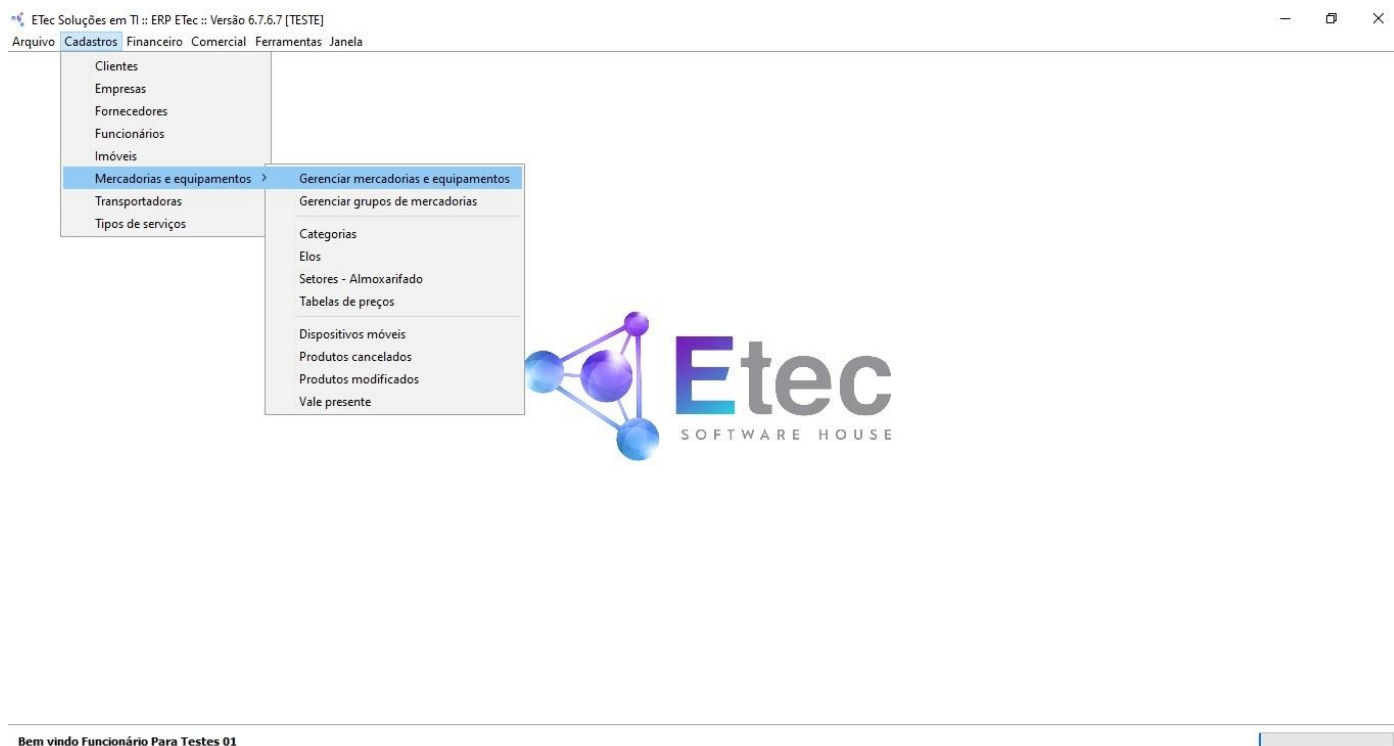 ETec Soluções em TI :: ERP ETec :: Versão 6.7.6.7 [TESTE]
Arquivo Cadastros Financeiro Comercial Ferramentas Janela
Clientes
Empresas
Fornecedores
Funcionários
Imóveis
Mercadorias e equipamentos >
Transportadoras
Tipos de serviços
Gerenciar mercadorias e equipamentos
Gerenciar grupos de mercadorias
Categorias
Elos
Setores - Almoxarifado
Tabelas de preços
Dispositivos móveis
Produtos cancelados
Produtos modificados
Vale presente
Etec
SOFTWARE HOUSE
Bem vindo Funcionário Para Testes 01